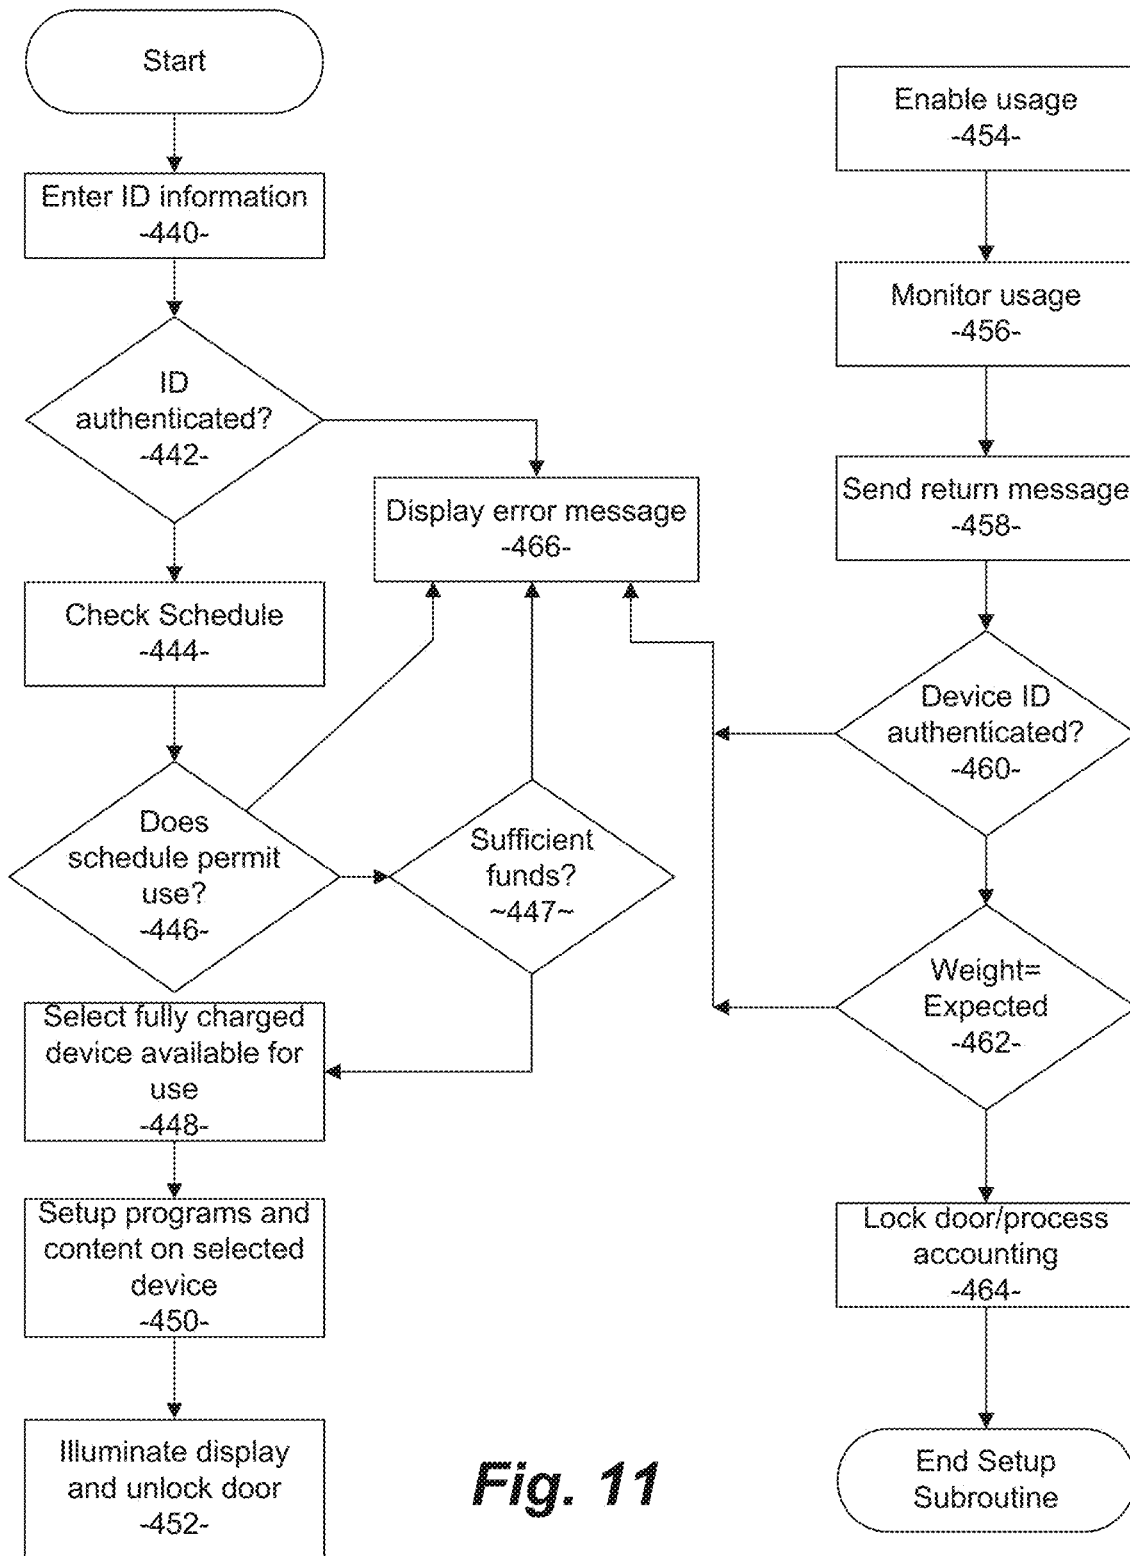 Start
Enter ID information
-440-
ID
authenticated?
-442-
Check Schedule
-444-
Does
schedule permit
use?
-446-
Sufficient
funds?
~447~
Display error message
-466-
Select fully charged
device available for
use
-448-
Setup programs and
content on selected
device
-450-
Illuminate display
and unlock door
-452-
Enable usage
-454-
Monitor usage
-456-
Send return message
-458-
Device ID
authenticated?
-460-
Weight=
Expected
-462-
Lock door/process
accounting
-464-
End Setup
Subroutine
Fig. 11